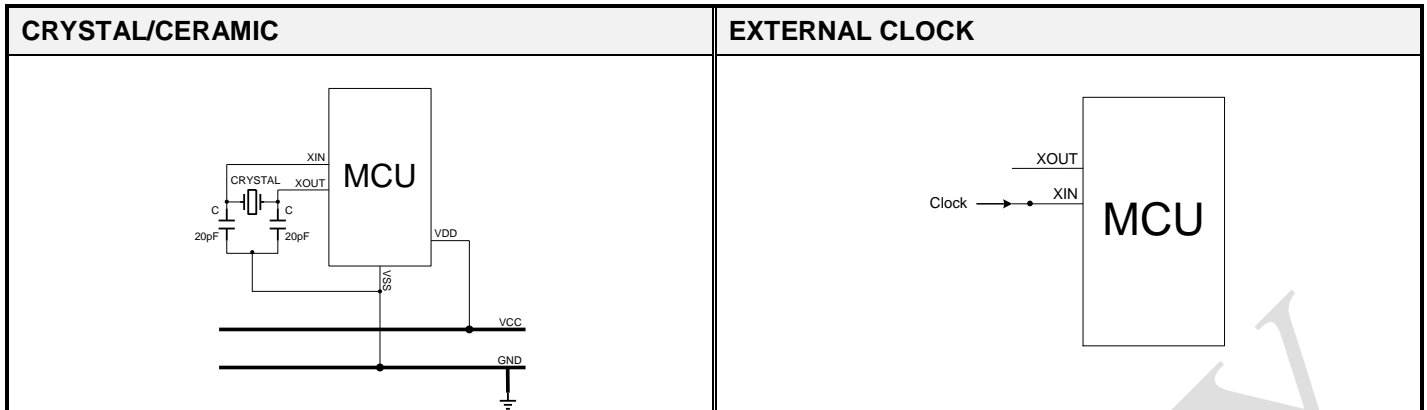 CRYSTAL/CERAMIC
EXTERNAL CLOCK
XIN
CRYSTAL
XOUT
MCU
C
C
20pF
20pF
VDD
VSS
VCC
GND
XOUT
Clock
XIN
MCU